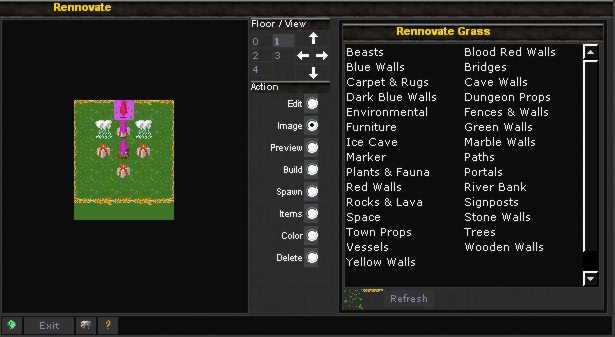 Rennovate
Floor / View
0 1
2 3
4
Action
Edit
Image
Preview
Build
Spawn
Items
Color
Delete
Rennovate Grass
Beasts Blood Red Walls
Blue Walls Bridges
Carpet & Rugs Cave Walls
Dark Blue Walls Dungeon Props
Environmental Fences & Walls
Furniture Green Walls
Ice Cave Marble Walls
Marker Paths
Plants & Fauna Portals
Red Walls River Bank
Rocks & Lava Signposts
Space Stone Walls
Town Props Trees
Vessels Wooden Walls
Yellow Walls
Refresh
Exit ?